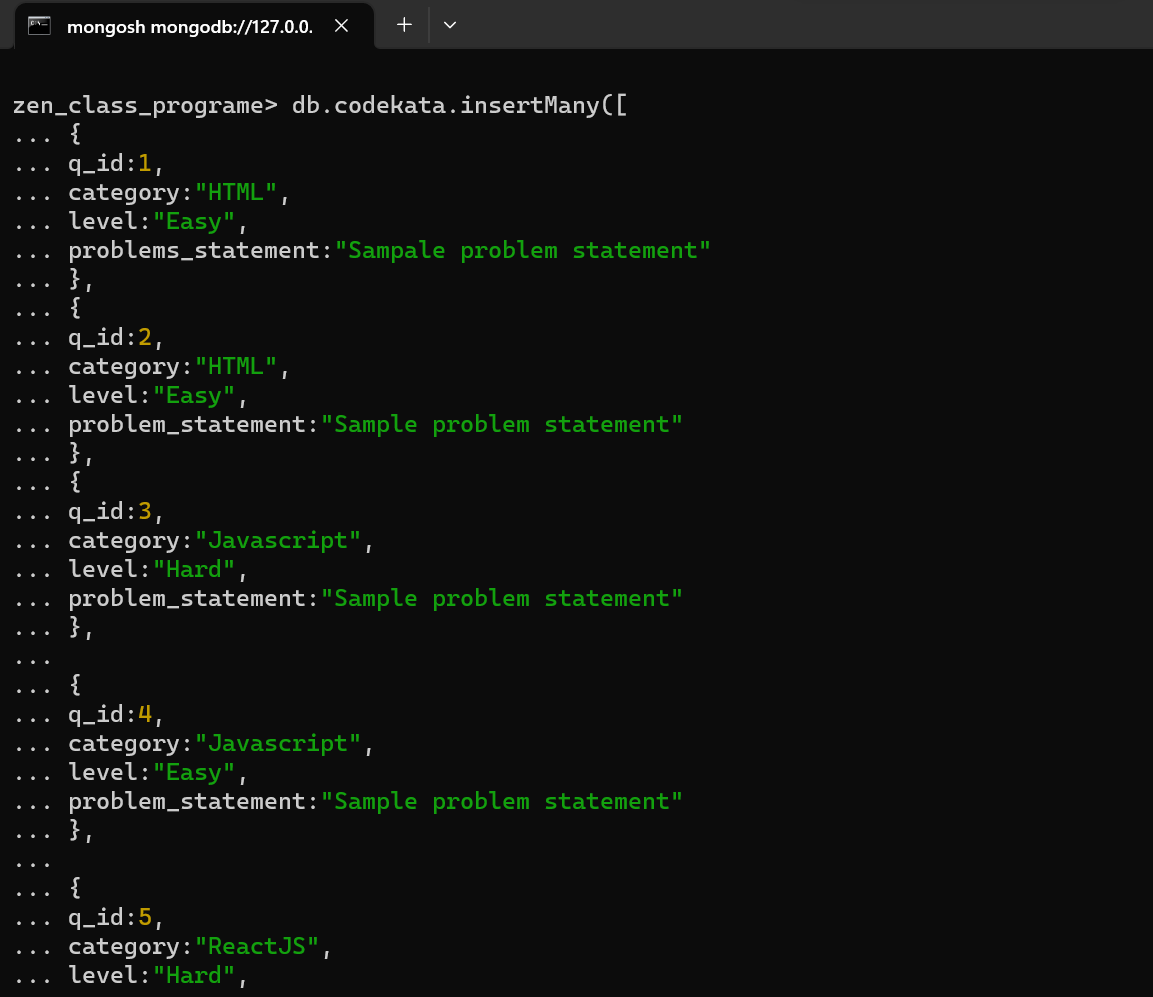 mongosh mongodb://127.0.0.
zen_class_programe> db.codekata.insertMany([
... {
... q_id:1,
... category:"HTML",
... level:"Easy",
... problems_statement:"Sampale problem statement"
... },
... {
... q_id:2,
... category:"HTML",
... level:"Easy",
... problem_statement:"Sample problem statement"
... },
... {
... q_id:3,
... category:"Javascript",
... level:"Hard",
... problem_statement:"Sample problem statement"
... },
...
... {
... q_id:4,
... category:"Javascript",
... level:"Easy",
... problem_statement:"Sample problem statement"
... },
...
... {
... q_id:5,
... category:"ReactJS",
... level:"Hard",